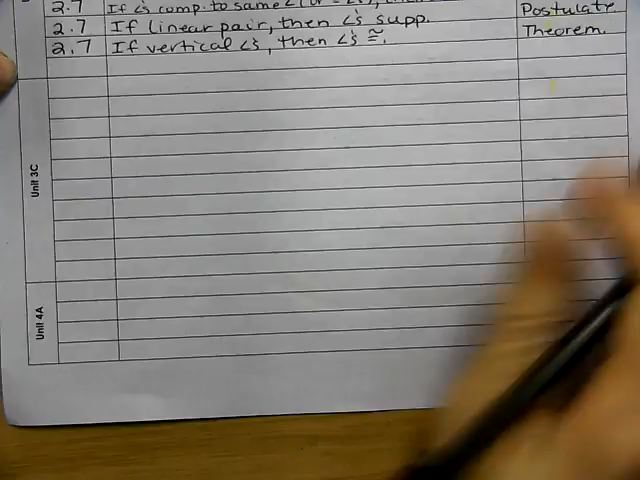 2.7 If ∠'s comp. to same ∠
Postulate
2.7 If linear pair, then ∠'s supp.
Theorem
2.7 If vertical ∠'s, then ∠'s ≅.
Unit 3C
Unit 4A